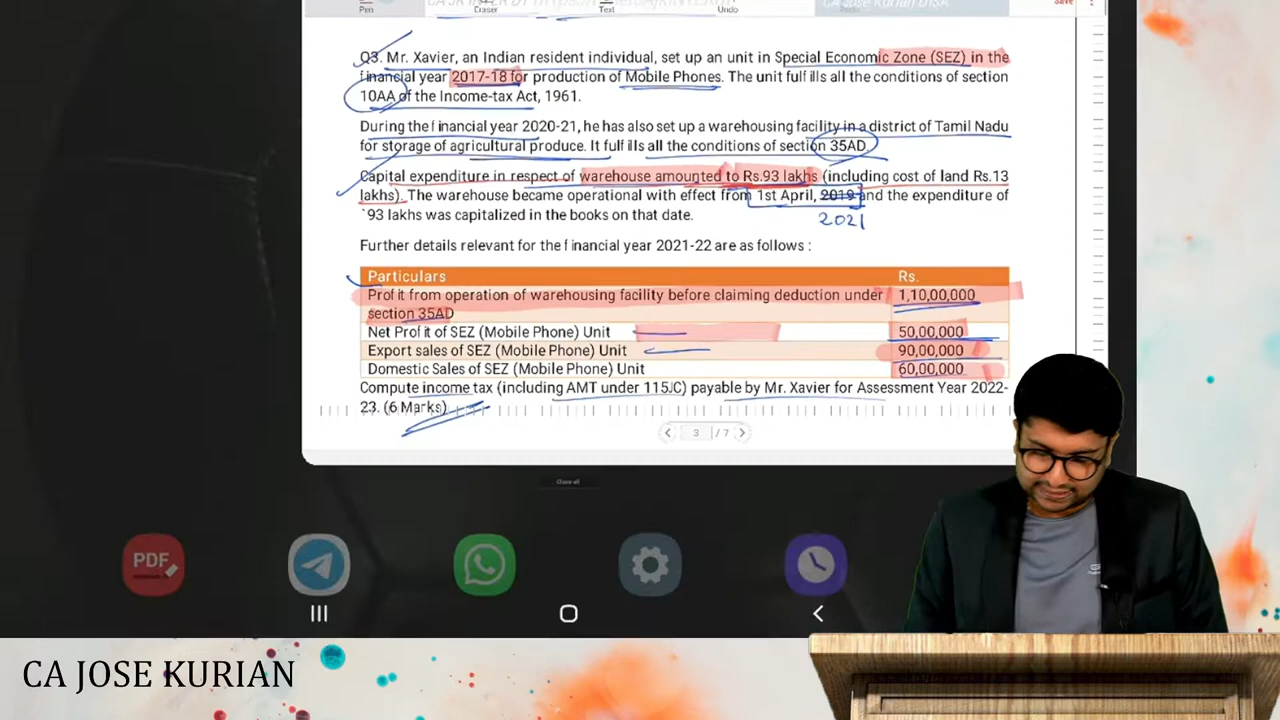 Pen
Eraser
Text
Undo
CA Jose Kurian DISA
Q3. Mr. Xavier, an Indian resident individual, set up an unit in Special Economic Zone (SEZ) in the
financial year 2017-18 for production of Mobile Phones. The unit fulfills all the conditions of section
10AA of the Income-tax Act, 1961.
During the financial year 2020-21, he has also set up a warehousing facility in a district of Tamil Nadu
for storage of agricultural produce. It fulfills all the conditions of section 35AD.
Capital expenditure in respect of warehouse amounted to Rs.93 lakhs (including cost of land Rs.13
lakhs). The warehouse became operational with effect from 1st April, 2019 and the expenditure of
`93 lakhs was capitalized in the books on that date.
2021
Further details relevant for the financial year 2021-22 are as follows :
Particulars Rs.
Profit from operation of warehousing facility before claiming deduction under 1,10,00,000
section 35AD
Net Profit of SEZ (Mobile Phone) Unit 50,00,000
Export sales of SEZ (Mobile Phone) Unit 90,00,000
Domestic Sales of SEZ (Mobile Phone) Unit 60,00,000
Compute income tax (including AMT under 115JC) payable by Mr. Xavier for Assessment Year 2022-
23. (6 Marks)
3 / 7
Close all
PDF
CA JOSE KURIAN